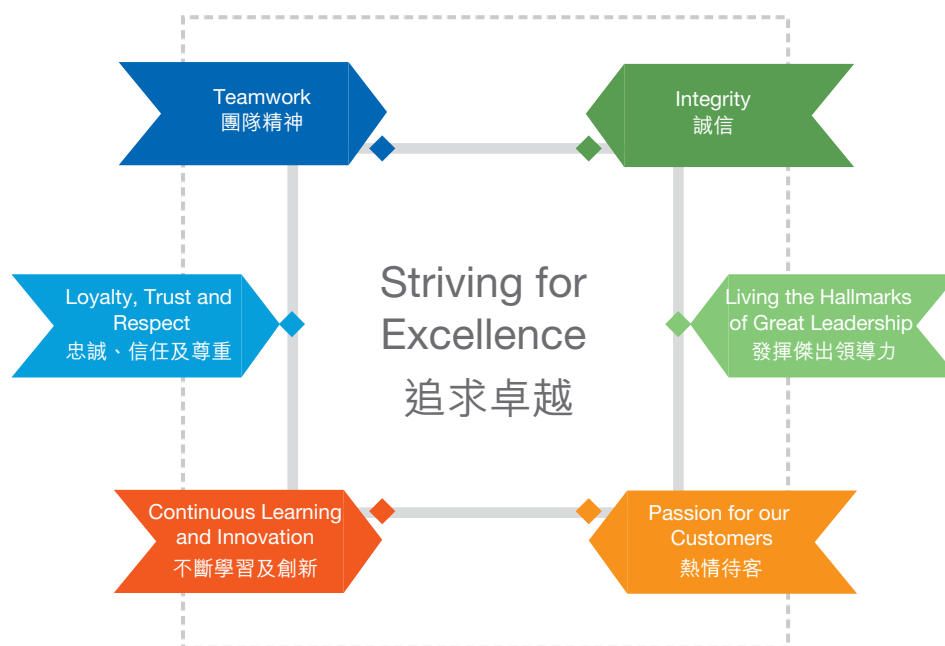 Teamwork
團隊精神
Integrity
誠信
Striving for
Excellence
追求卓越
Loyalty, Trust and
Respect
忠誠、信任及尊重
Living the Hallmarks
of Great Leadership
發揮傑出領導力
Continuous Learning
and Innovation
不斷學習及創新
Passion for our
Customers
熱情待客